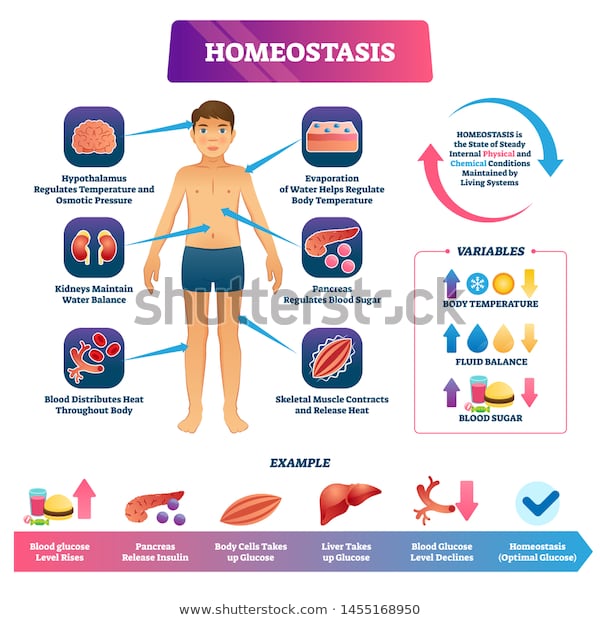 HOMEOSTASIS
Hypothalamus
Regulates Temperature and
Osmotic Pressure
Evaporation
of Water Helps Regulate
Body Temperature
HOMEOSTASIS is
the State of Steady
Internal Physical and
Chemical Conditions
Maintained by
Living Systems
Kidneys Maintain
Water Balance
Pancreas
Regulates Blood Sugar
VARIABLES
BODY TEMPERATURE
FLUID BALANCE
BLOOD SUGAR
shutterstock
Blood Distributes Heat
Throughout Body
Skeletal Muscle Contracts
and Release Heat
EXAMPLE
Blood glucose
Level Rises
Pancreas
Release Insulin
Body Cells Takes
up Glucose
Liver Takes
up Glucose
Blood Glucose
Level Declines
Homeostasis
(Optimal Glucose)
www.shutterstock.com • 1455168950